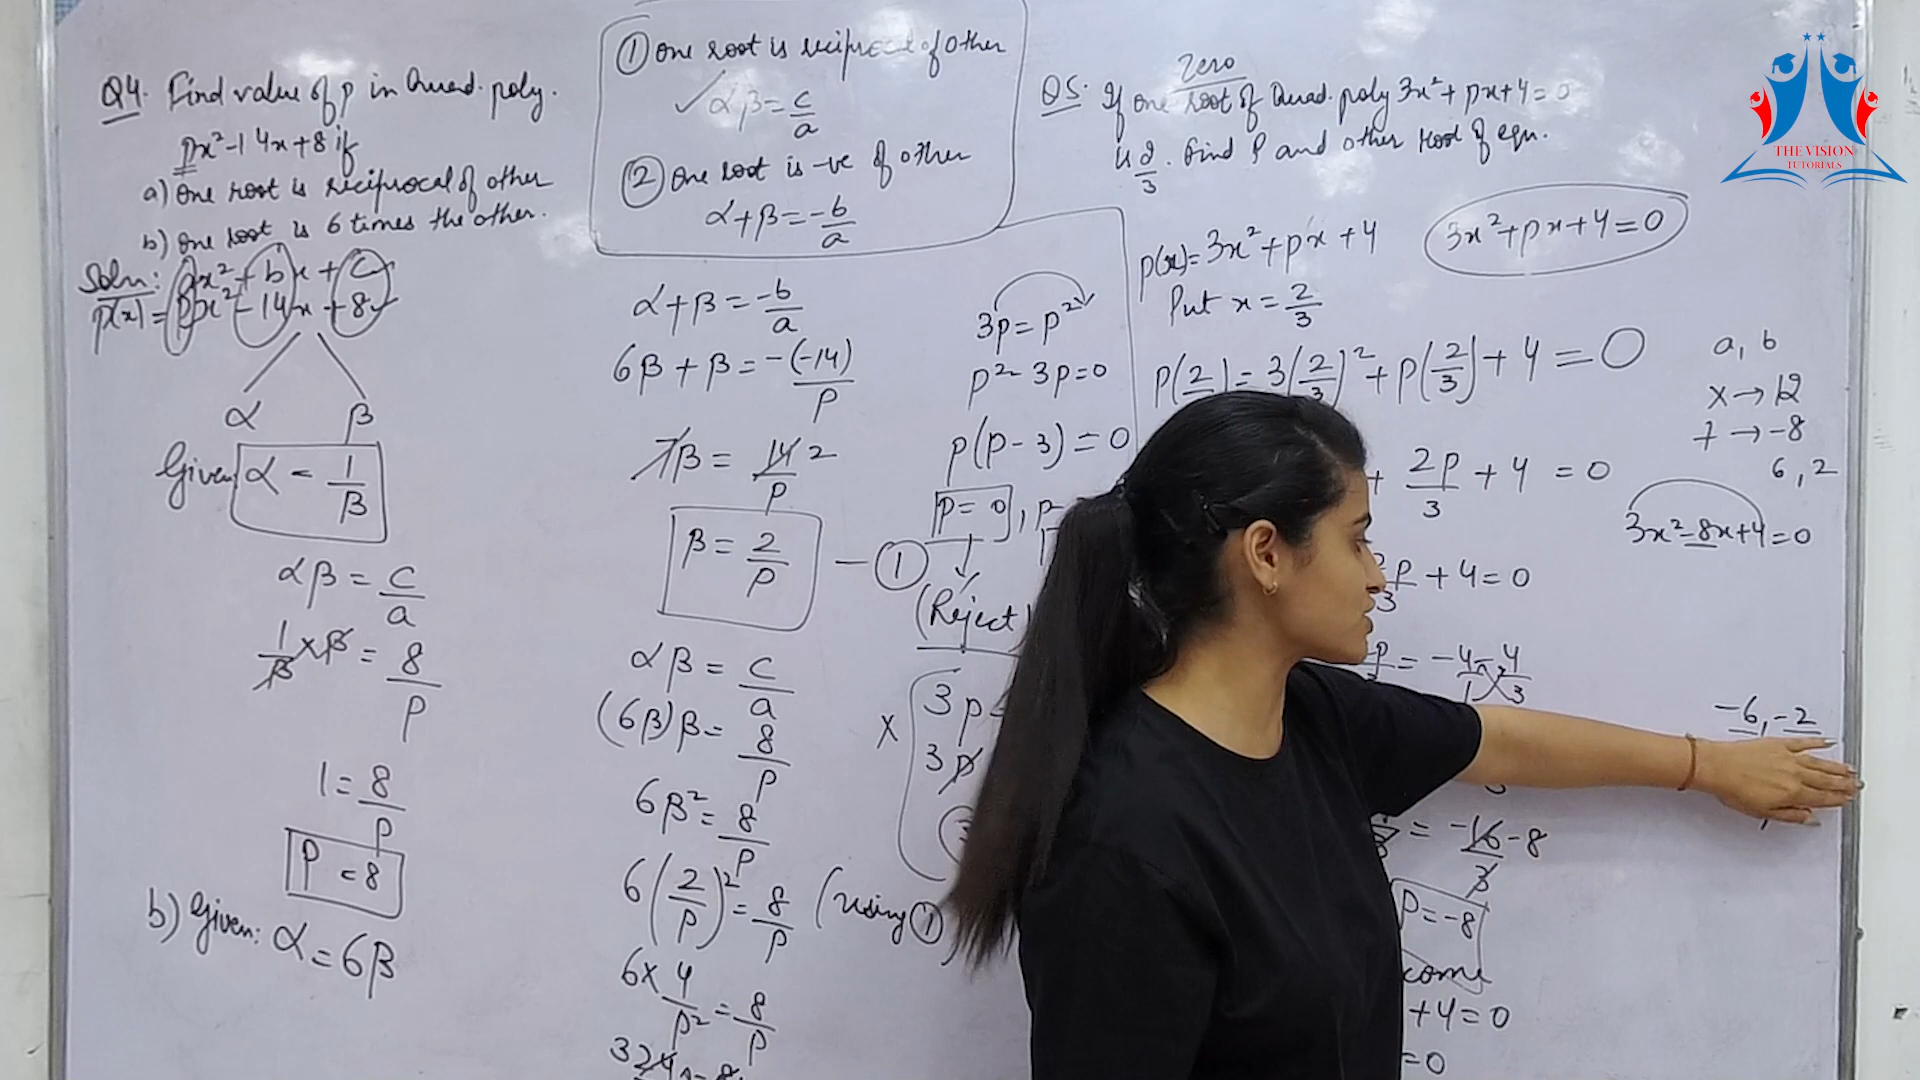 Q4. Find value of p in Quad. poly.
px²-14x+8 if
a) One root is reciprocal of other
b) One root is 6 times the other.
Soln: ax² + bx + c
p(x) = px² - 14x + 8
α β
Given α = 1/β
αβ = c/a
1/β × β = 8/p
1 = 8/p
P = 8
b) Given: α = 6β
① One root is reciprocal of other
✓ αβ = c/a
② One root is -ve of other
α+β = -b/a
α+β = -b/a
6β + β = -(-14)/p
7β = 14/p 2
β = 2/p — ①
αβ = c/a
(6β)β = 8/p
6β² = 8/p
6(2/p)² = 8/p (Using ①
6 × 4/p² = 8/p
3p = p²
p² - 3p = 0
p(p - 3) = 0
p = 0, p
(Reject)
X
3p =
3p
Q5. If one root of Quad. poly 3x² + px + 4 = 0
Zero
is 2/3. Find P and other root of eqn.
p(x) = 3x² + px + 4
3x² + px + 4 = 0
Put x = 2/3
P(2/3) = 3(2/3)² + P(2/3) + 4 = 0
+ 2P/3 + 4 = 0
+ 4 = 0
= -4/1 - 4/3
= -16/3 -8
P = -8
come
+ 4 = 0
= 0
a, b
x → 12
+ → -8
6, 2
3x² - 8x + 4 = 0
-6, -2
THE VISION
TUTORIALS